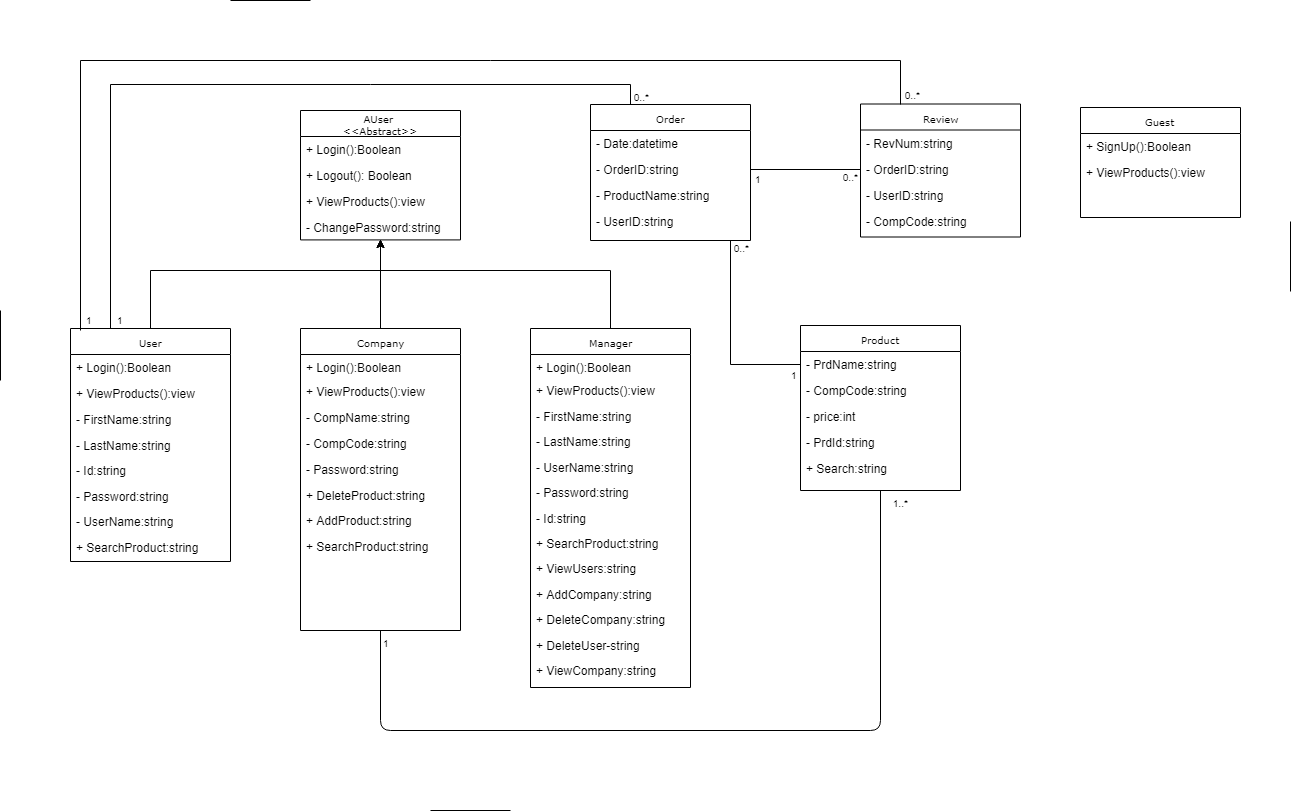 0..*
0..*
AUser
<<Abstract>>
+ Login():Boolean
+ Logout(): Boolean
+ ViewProducts():view
- ChangePassword:string
Order
- Date:datetime
- OrderID:string
- ProductName:string
- UserID:string
1
0..*
0..*
Review
- RevNum:string
- OrderID:string
- UserID:string
- CompCode:string
Guest
+ SignUp():Boolean
+ ViewProducts():view
1
1
User
+ Login():Boolean
+ ViewProducts():view
- FirstName:string
- LastName:string
- Id:string
- Password:string
- UserName:string
+ SearchProduct:string
Company
+ Login():Boolean
+ ViewProducts():view
- CompName:string
- CompCode:string
- Password:string
+ DeleteProduct:string
+ AddProduct:string
+ SearchProduct:string
1
Manager
+ Login():Boolean
+ ViewProducts():view
- FirstName:string
- LastName:string
- UserName:string
- Password:string
- Id:string
+ SearchProduct:string
+ ViewUsers:string
+ AddCompany:string
+ DeleteCompany:string
+ DeleteUser-string
+ ViewCompany:string
1
Product
- PrdName:string
- CompCode:string
- price:int
- PrdId:string
+ Search:string
1..*